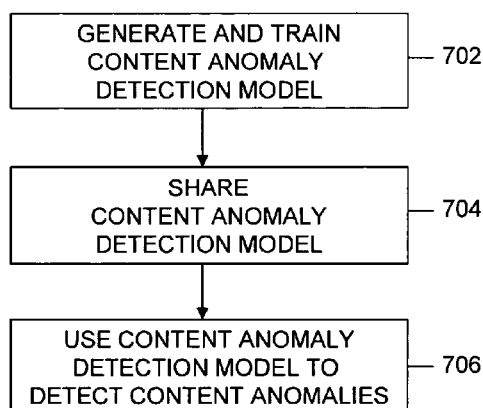 GENERATE AND TRAIN
CONTENT ANOMALY
DETECTION MODEL
702
SHARE
CONTENT ANOMALY
DETECTION MODEL
704
USE CONTENT ANOMALY
DETECTION MODEL TO
DETECT CONTENT ANOMALIES
706